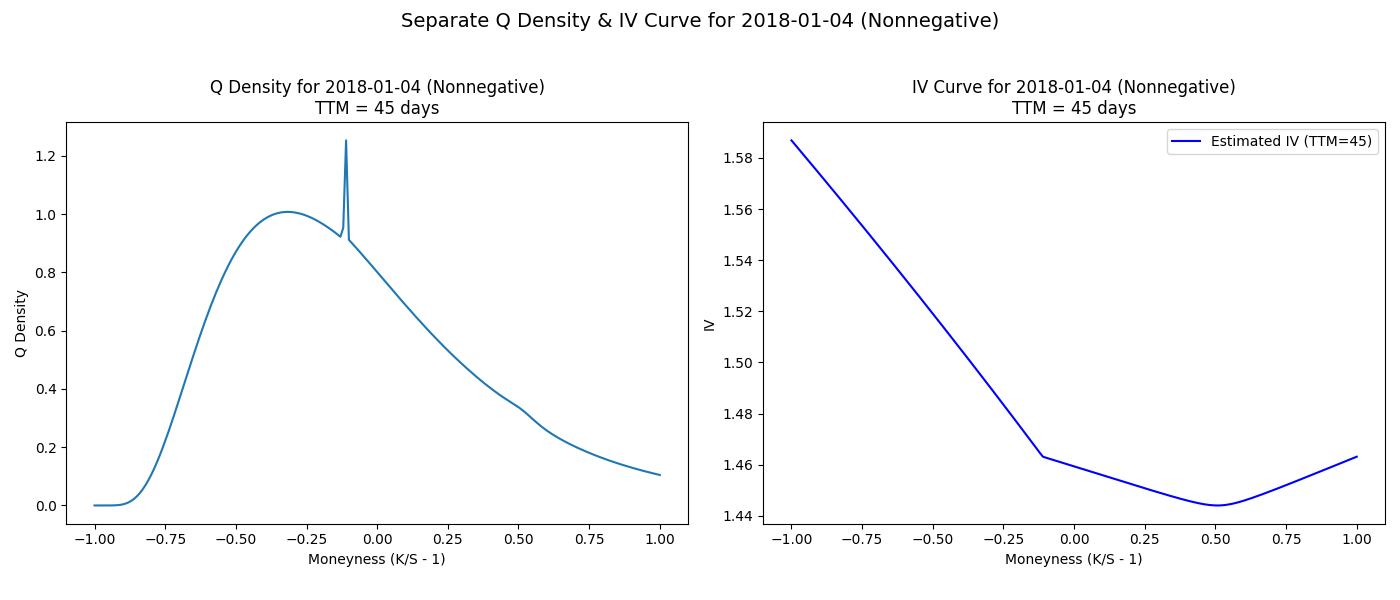 Separate Q Density & IV Curve for 2018-01-04 (Nonnegative)
Q Density for 2018-01-04 (Nonnegative)
TTM = 45 days
Q Density
1.2
1.0
0.8
0.6
0.4
0.2
0.0
−1.00 −0.75 −0.50 −0.25 0.00 0.25 0.50 0.75 1.00
Moneyness (K/S - 1)
IV Curve for 2018-01-04 (Nonnegative)
TTM = 45 days
Estimated IV (TTM=45)
IV
1.58
1.56
1.54
1.52
1.50
1.48
1.46
1.44
−1.00 −0.75 −0.50 −0.25 0.00 0.25 0.50 0.75 1.00
Moneyness (K/S - 1)